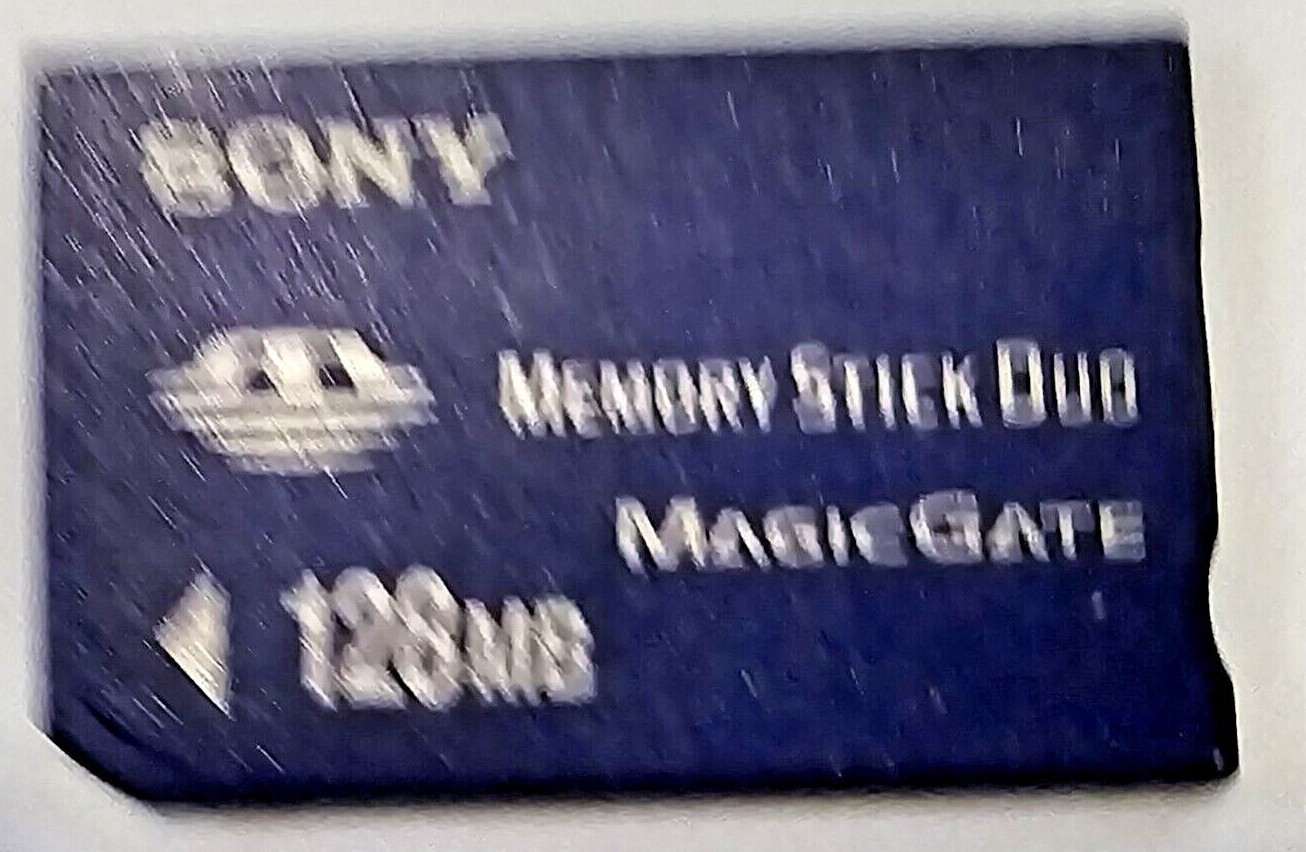 SONY
MEMORY STICK DUO
MAGICGATE
128MB